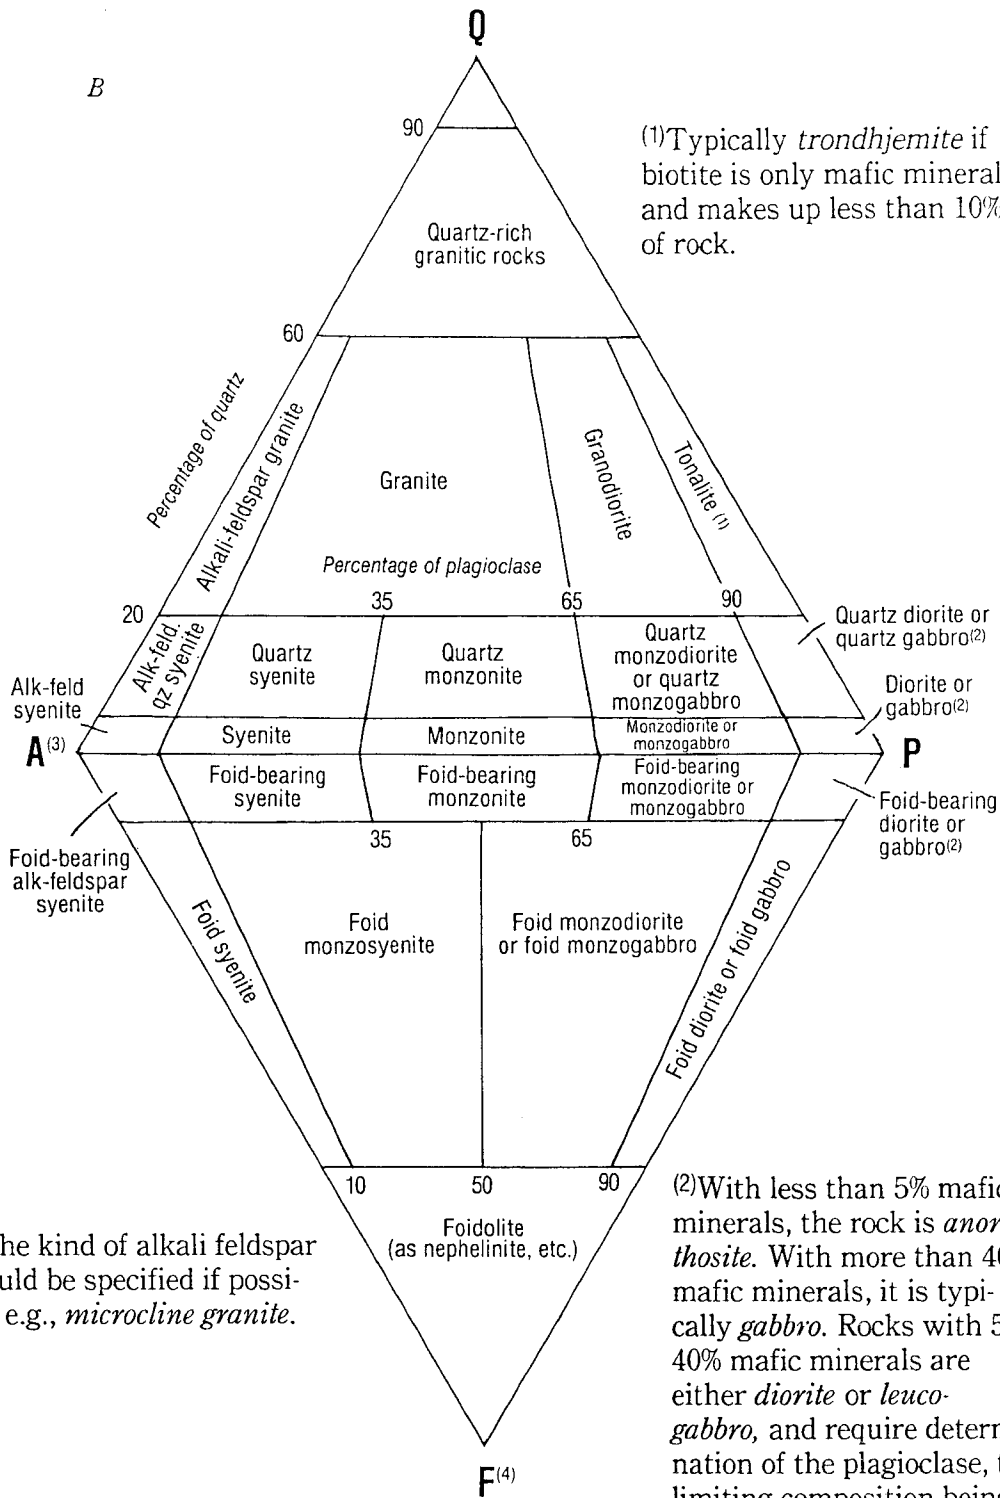 Q
B
90
(1)Typically trondhjemite if
biotite is only mafic mineral
and makes up less than 10%
of rock.
Quartz-rich
granitic rocks
60
Percentage of quartz
Alkali-feldspar granite
Granite
Granodiorite
Tonalite (1)
Percentage of plagioclase
20
35
65
90
Alk-feld.
qz syenite
Quartz
syenite
Quartz
monzonite
Quartz
monzodiorite
or quartz
monzogabbro
Quartz diorite or
quartz gabbro(2)
Alk-feld
syenite
Diorite or
gabbro(2)
A(3)
Syenite
Monzonite
Monzodiorite or
monzogabbro
P
Foid-bearing
syenite
Foid-bearing
monzonite
Foid-bearing
monzodiorite or
monzogabbro
Foid-bearing
diorite or
gabbro(2)
35
65
Foid-bearing
alk-feldspar
syenite
Foid syenite
Foid
monzosyenite
Foid monzodiorite
or foid monzogabbro
Foid diorite or foid gabbro
10
50
90
Foidolite
(as nephelinite, etc.)
he kind of alkali feldspar
uld be specified if possi-
e.g., microcline granite.
(2)With less than 5% mafic
minerals, the rock is anor
thosite. With more than 40
mafic minerals, it is typi-
cally gabbro. Rocks with 5
40% mafic minerals are
either diorite or leuco-
gabbro, and require determ
nation of the plagioclase, t
limiting composition being
F(4)